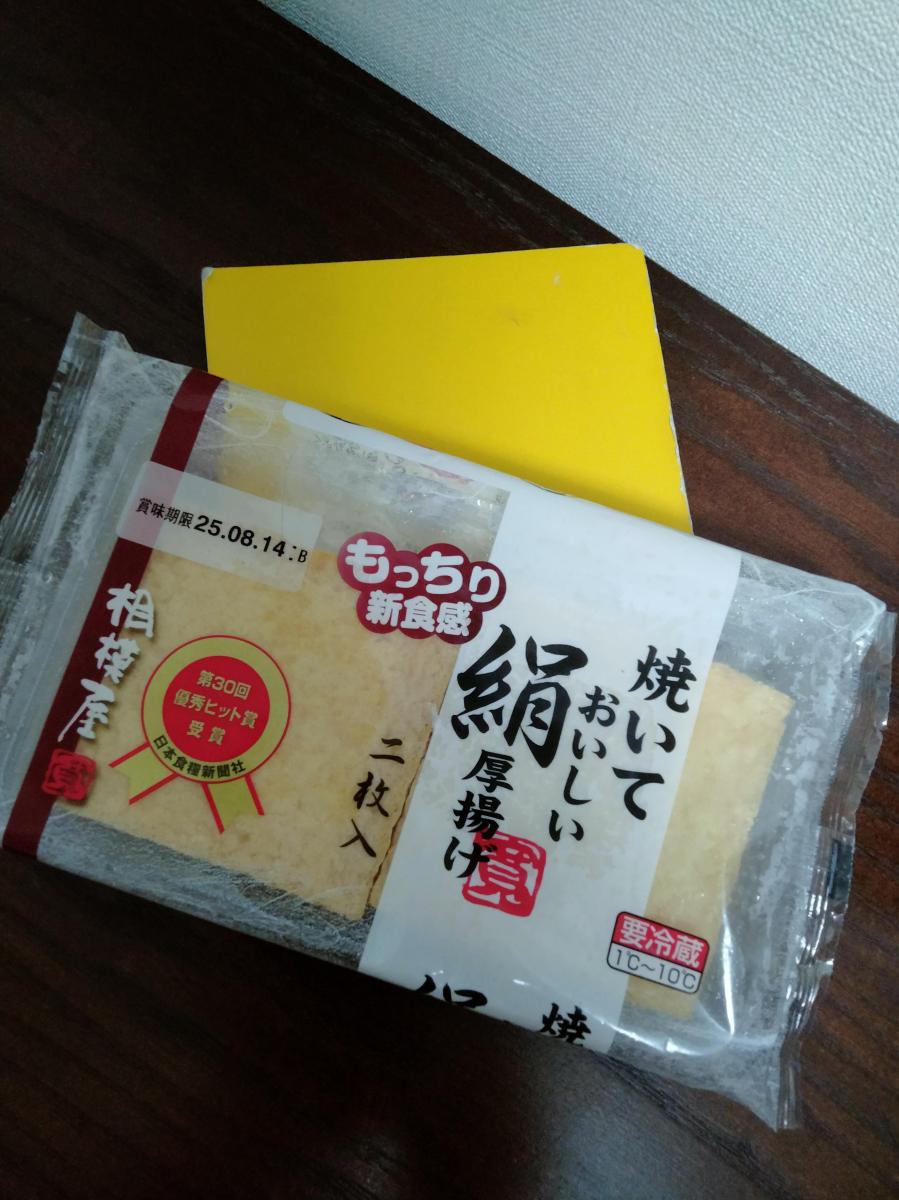 賞味期限 25.08.14:B
もっちり
新食感
焼いて
おいしい
絹
厚揚げ
二枚入
相模屋
第30回
優秀ヒット賞
受賞
日本食糧新聞社
要冷蔵
1℃~10℃
焼